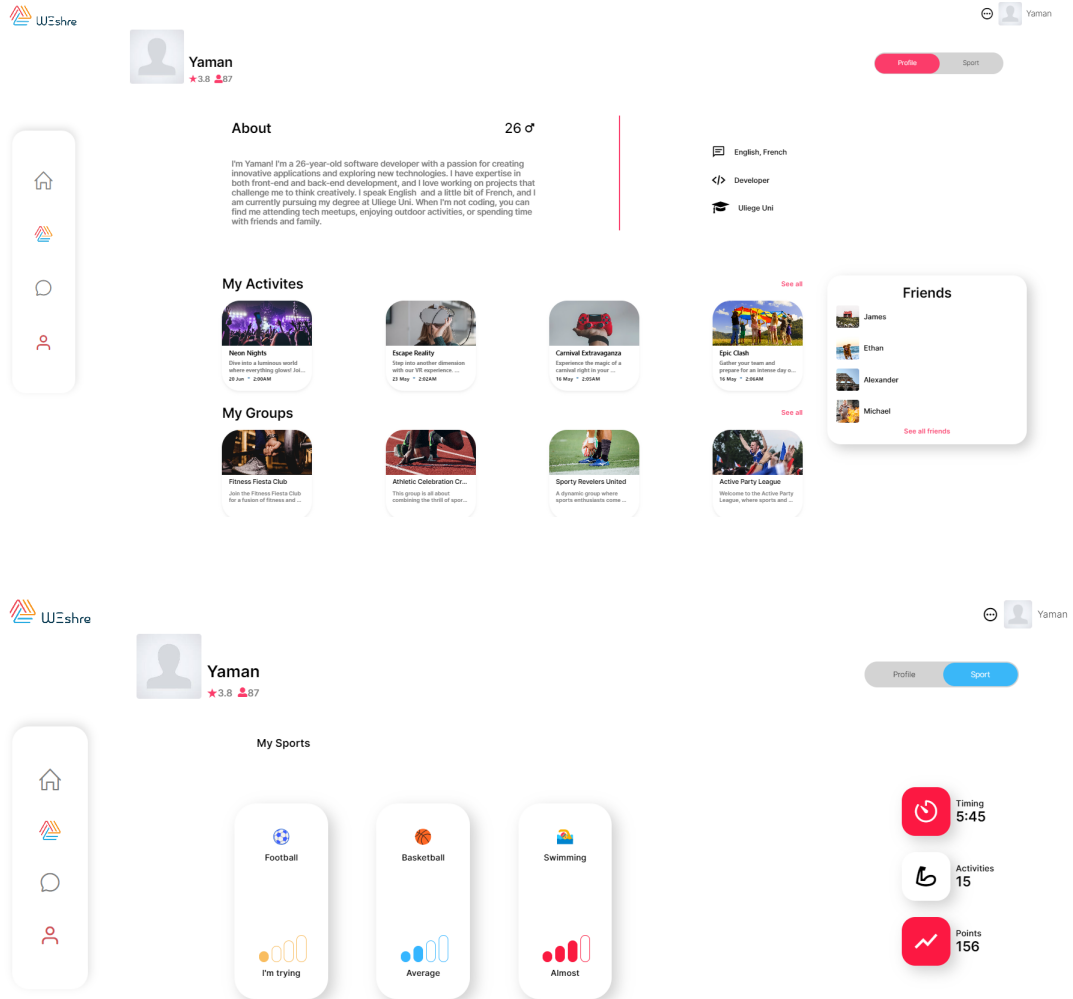 WEshre
Yaman
Yaman
3.8 87
Profile Sport
About 26
I'm Yaman! I'm a 26-year-old software developer with a passion for creating
innovative applications and exploring new technologies. I have expertise in
both front-end and back-end development, and I love working on projects that
challenge me to think creatively. I speak English and a little bit of French, and I
am currently pursuing my degree at Uliege Uni. When I'm not coding, you can
find me attending tech meetups, enjoying outdoor activities, or spending time
with friends and family.
English, French
Developer
Uliege Uni
My Activites See all
Neon Nights
Dive into a luminous world
where everything glows! Joi...
20 Jun * 2:00AM
Escape Reality
Step into another dimension
with our VR experience. ...
23 May * 2:02AM
Carnival Extravaganza
Experience the magic of a
carnival right in your ...
16 May * 2:05AM
Epic Clash
Gather your team and
prepare for an intense day o...
16 May * 2:06AM
My Groups See all
Fitness Fiesta Club
Join the Fitness Fiesta Club
for a fusion of fitness and ...
Athletic Celebration Cr...
This group is all about
combining the thrill of spor...
Sporty Revelers United
A dynamic group where
sports enthusiasts come ...
Active Party League
Welcome to the Active Party
League, where sports and ...
Friends
James
Ethan
Alexander
Michael
See all friends
WEshre
Yaman
Yaman
3.8 87
Profile Sport
My Sports
Football
I'm trying
Basketball
Average
Swimming
Almost
Timing
5:45
Activities
15
Points
156